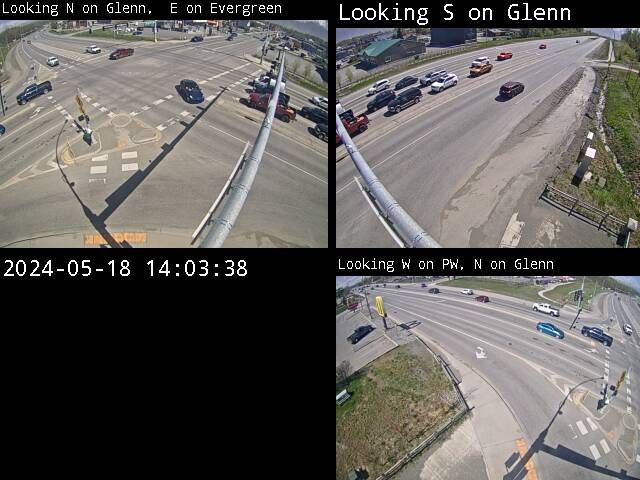 Looking N on Glenn,  E on Evergreen
Looking S on Glenn
2024-05-18 14:03:38
Looking W on PW, N on Glenn